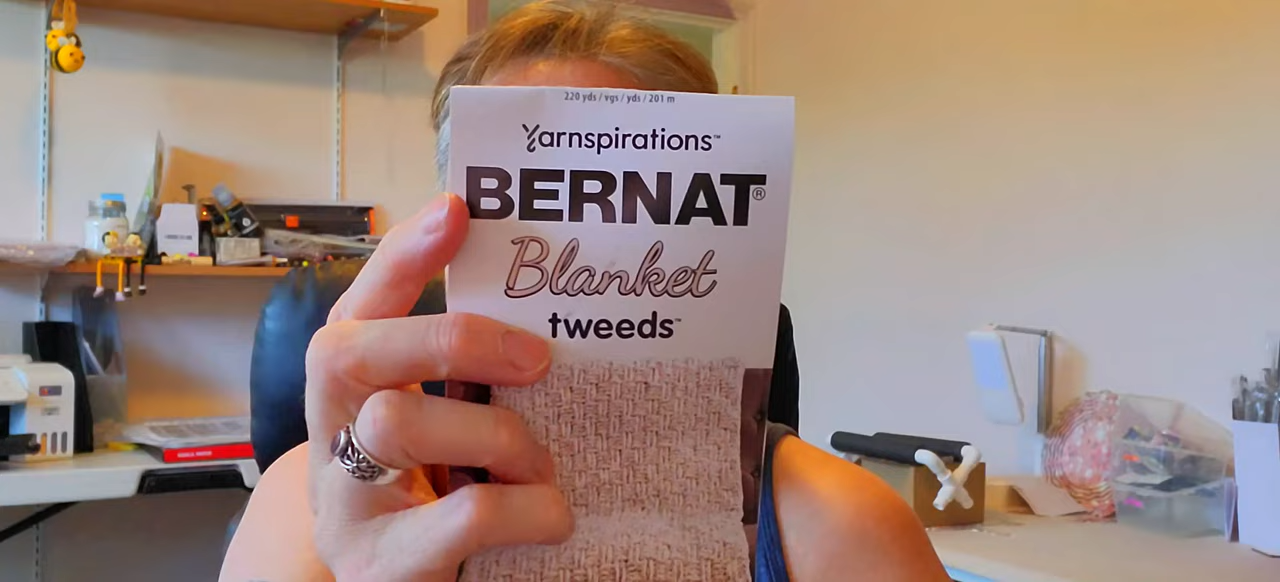 220 yds / vgs / yds / 201 m
Yarnspirations™
BERNAT®
Blanket
tweeds™